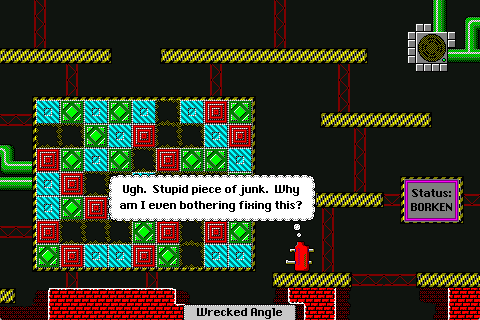 Ugh. Stupid piece of junk. Why
am I even bothering fixing this?
Status:
BORKEN
Wrecked Angle